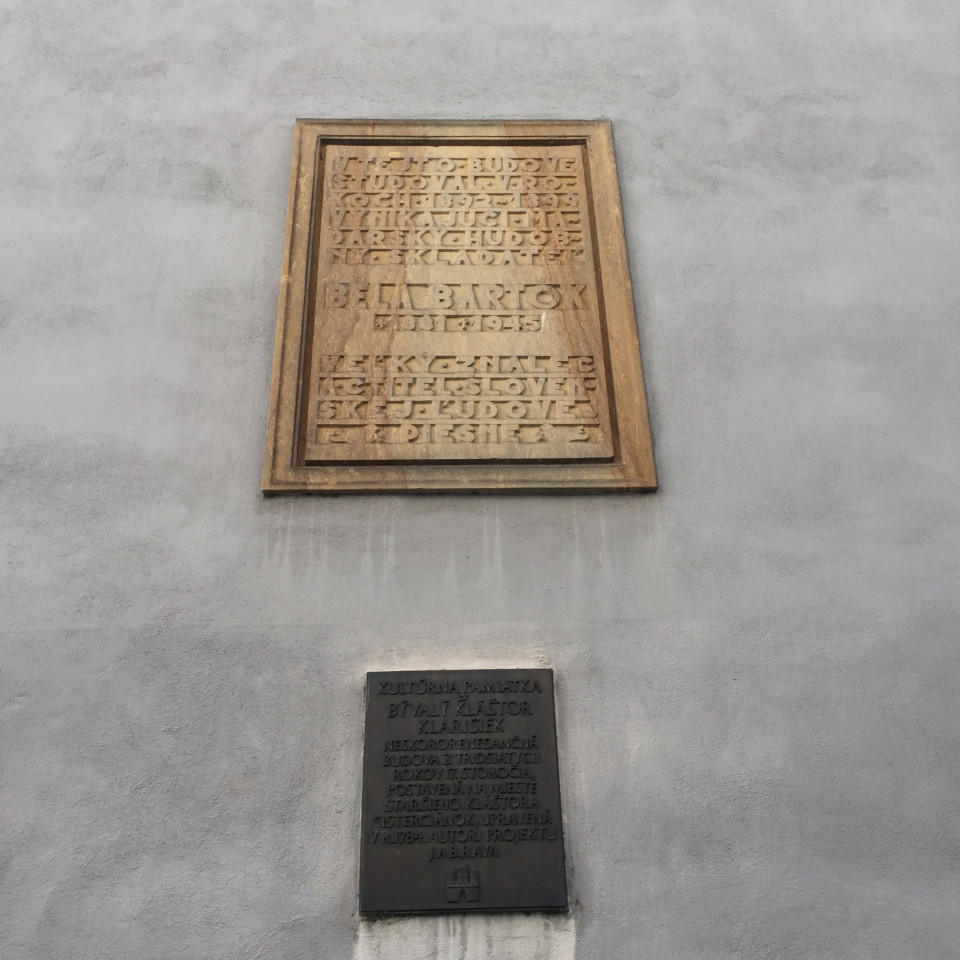 V TEJTO·BUDOVE
ŠTUDOVAL·V·RO-
KOCH·1892-1899
VYNIKAJÚCI·MA-
ĎARSKÝ·HUDOB-
NÝ·SKLADATEĽ
BÉLA BARTÓK
1881 1945
VEĽKÝ·ZNALEC
A·CTITEĽ·SLOVEN-
SKEJ·ĽUDOVEJ
PIESNE
KULTÚRNA PAMIATKA
BÝVALÝ KLÁŠTOR
KLARISIEK
NESKORORENESANČNÁ
BUDOVA Z TRIDSIATYCH
ROKOV 17. STOROČIA,
POSTAVENÁ NA MIESTE
STARŠIEHO KLÁŠTORA
CISTERCIÁNOK, UPRAVENÁ
V R. 1784. AUTORI PROJEKTU
J. A B. RAVA